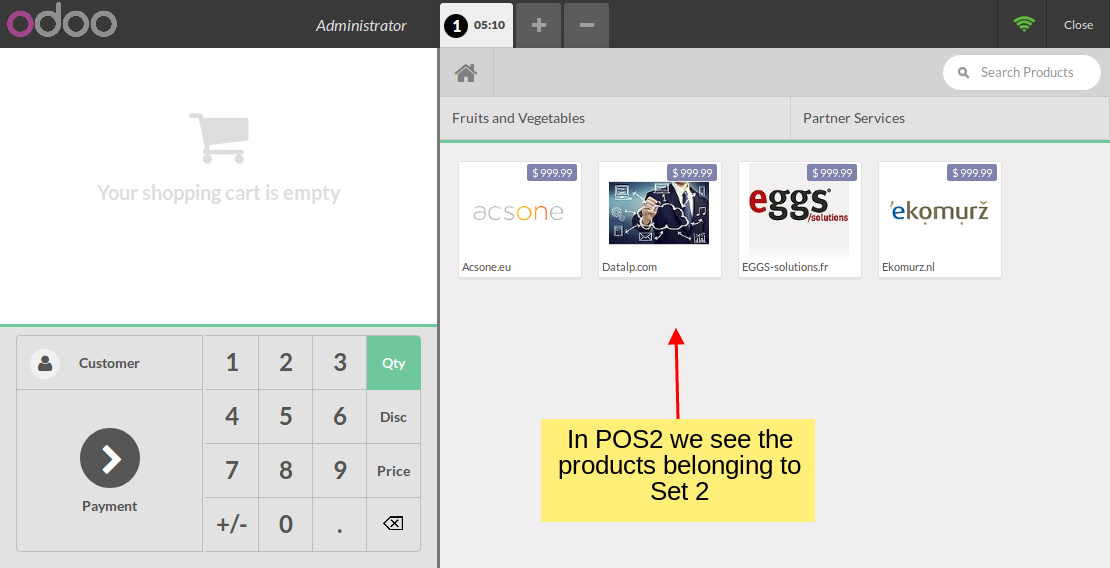 odoo
Administrator
1 05:10
+
−
Close
Search Products
Fruits and Vegetables
Partner Services
Your shopping cart is empty
$ 999.99
acsone
Acsone.eu
$ 999.99
Datalp.com
$ 999.99
eggs
/solutions
EGGS-solutions.fr
$ 999.99
'ekomurž
Ekomurz.nl
Customer
Payment
1 2 3 Qty
4 5 6 Disc
7 8 9 Price
+/- 0 .
In POS2 we see the
products belonging to
Set 2